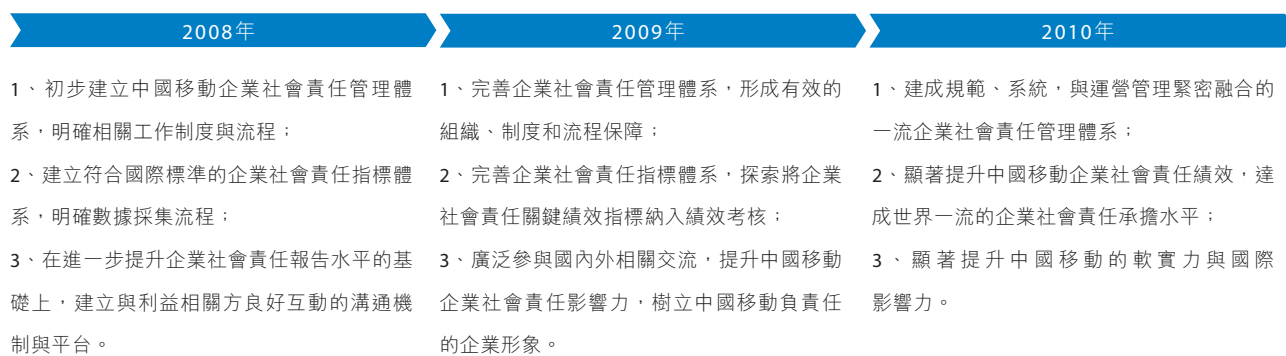 2008年
1、初步建立中國移動企業社會責任管理體
系，明確相關工作制度與流程；
2、建立符合國際標準的企業社會責任指標體
系，明確數據採集流程；
3、在進一步提升企業社會責任報告水平的基
礎上，建立與利益相關方良好互動的溝通機
制與平台。
2009年
1、完善企業社會責任管理體系，形成有效的
組織、制度和流程保障；
2、完善企業社會責任指標體系，探索將企業
社會責任關鍵績效指標納入績效考核；
3、廣泛參與國內外相關交流，提升中國移動
企業社會責任影響力，樹立中國移動負責任
的企業形象。
2010年
1、建成規範、系統，與運營管理緊密融合的
一流企業社會責任管理體系；
2、顯著提升中國移動企業社會責任績效，達
成世界一流的企業社會責任承擔水平；
3、顯著提升中國移動的軟實力與國際
影響力。